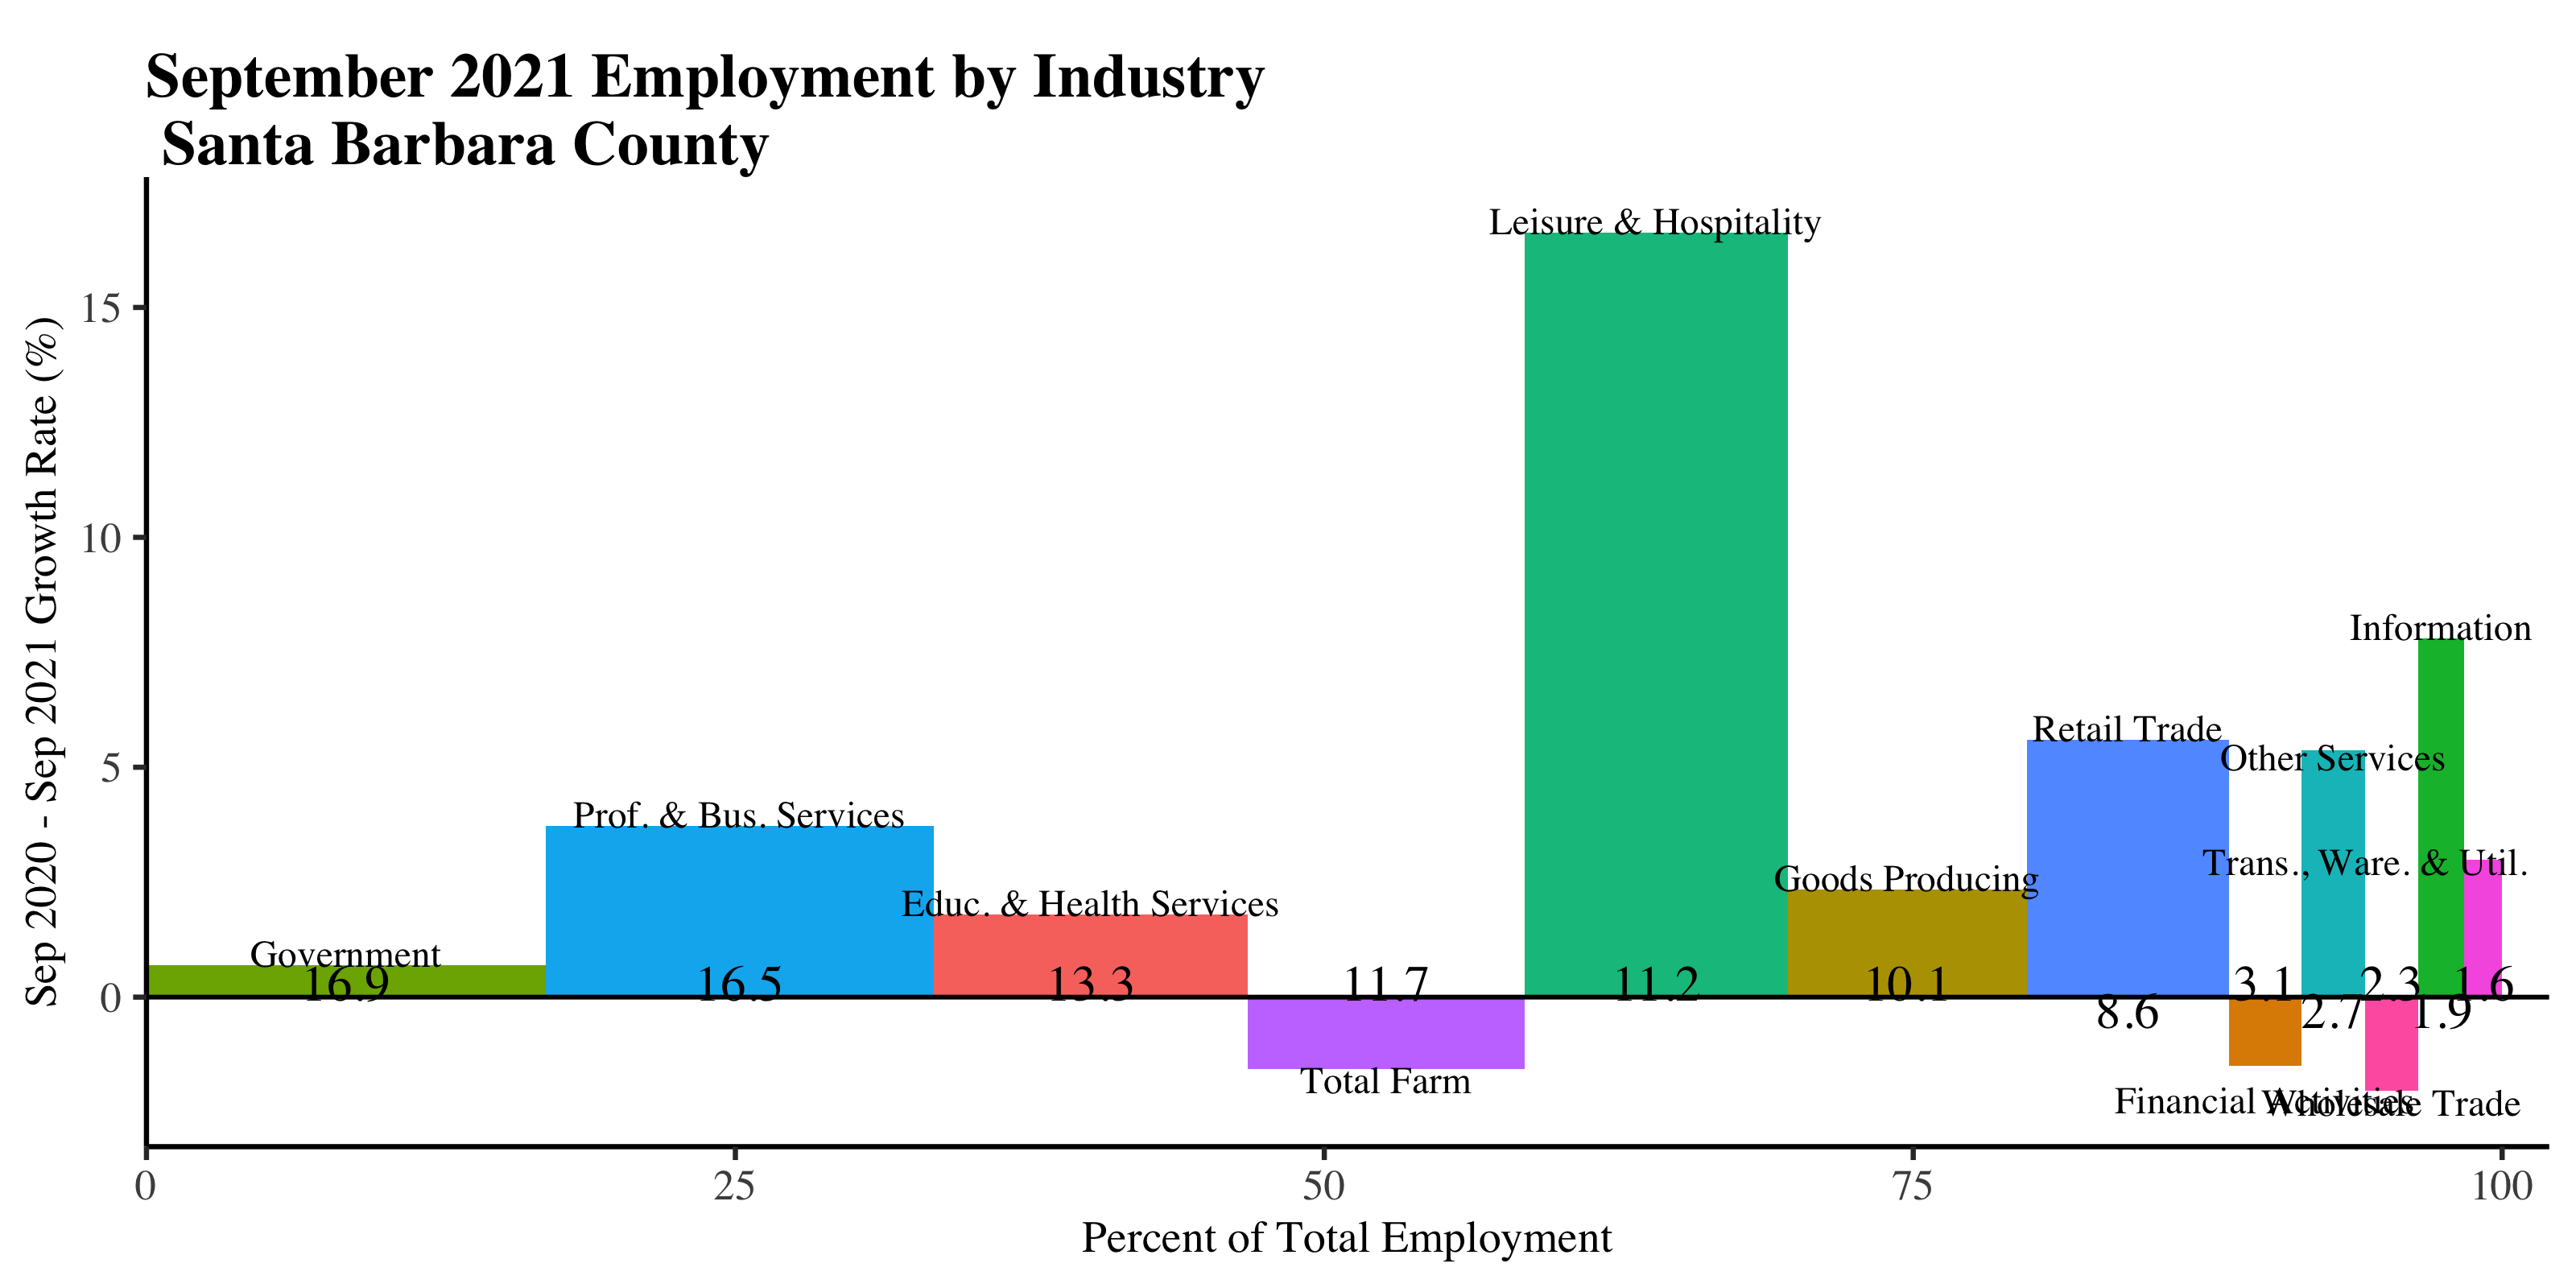 September 2021 Employment by Industry
Santa Barbara County
Sep 2020 - Sep 2021 Growth Rate (%)
15
10
5
0
Leisure & Hospitality
Information
Retail Trade
Other Services
Prof. & Bus. Services
Trans., Ware. & Util.
Goods Producing
Educ. & Health Services
Government
16.9
16.5
13.3
11.7
11.2
10.1
8.6
3.1
2.7
2.3
1.9
1.6
Total Farm
Financial Activities
Wholesale Trade
0
25
50
75
100
Percent of Total Employment